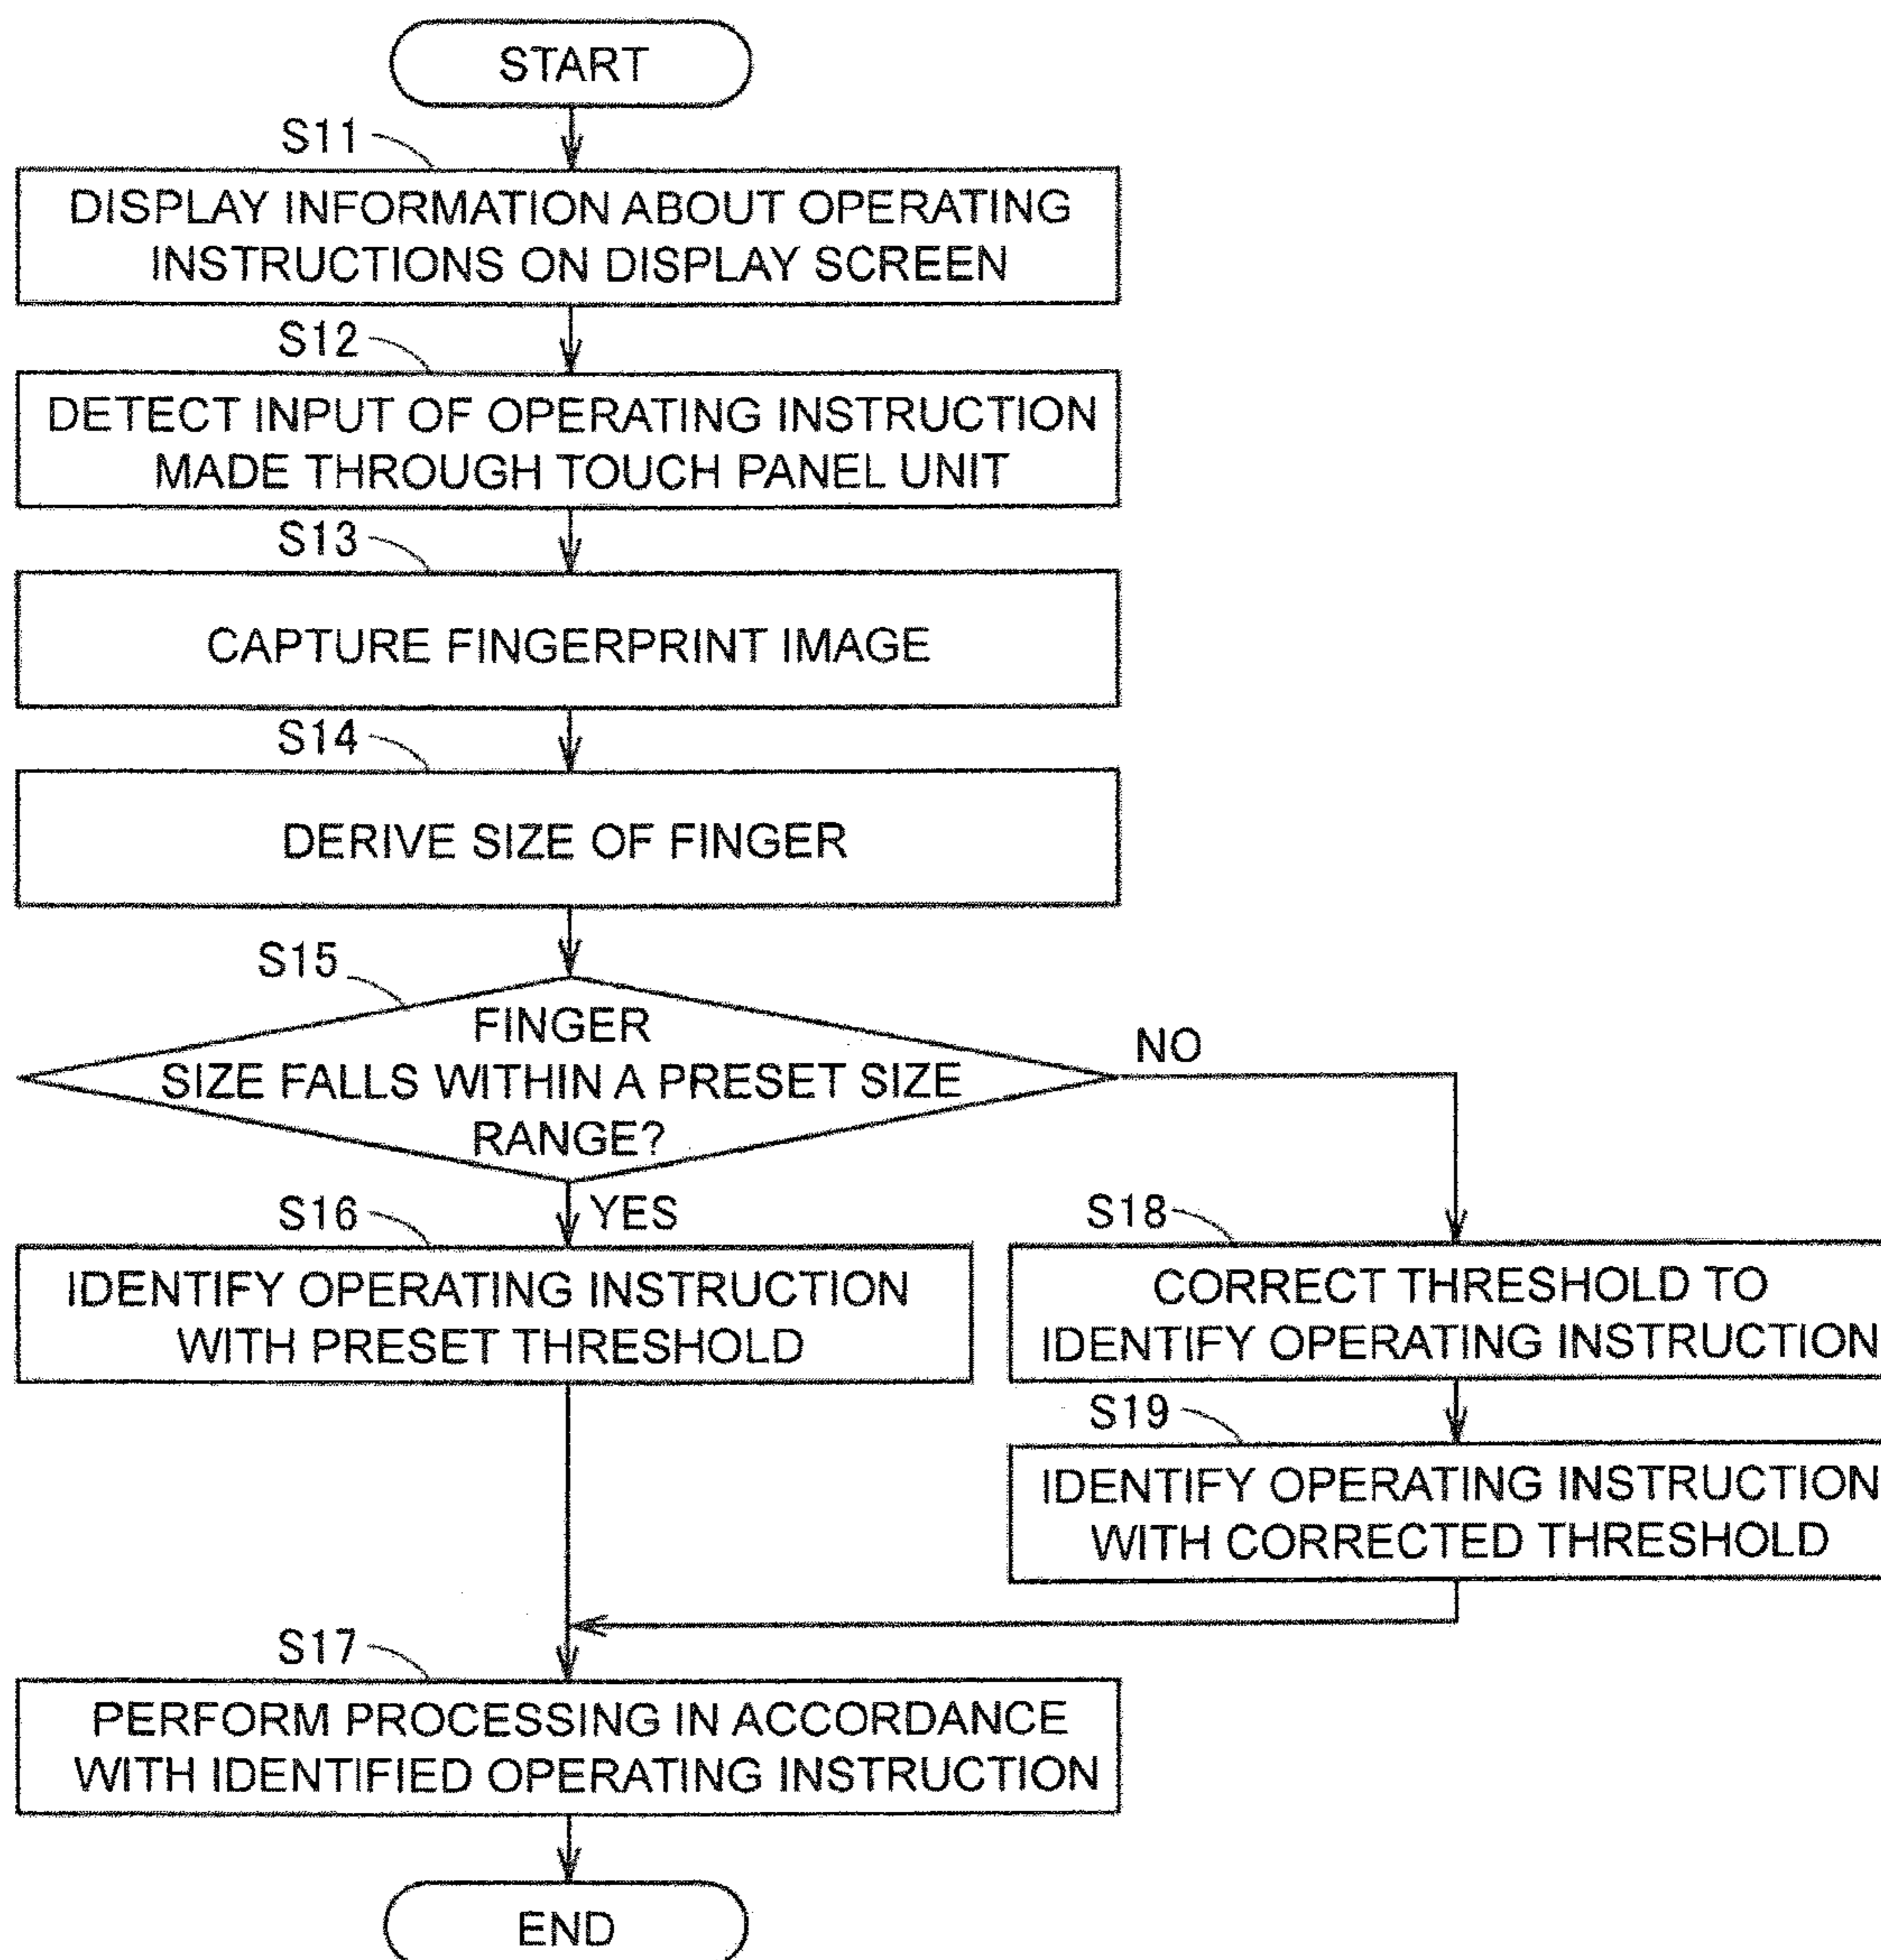 START
S11
DISPLAY INFORMATION ABOUT OPERATING
INSTRUCTIONS ON DISPLAY SCREEN
S12
DETECT INPUT OF OPERATING INSTRUCTION
MADE THROUGH TOUCH PANEL UNIT
S13
CAPTURE FINGERPRINT IMAGE
S14
DERIVE SIZE OF FINGER
S15
FINGER
SIZE FALLS WITHIN A PRESET SIZE
RANGE?
NO
YES
S16
IDENTIFY OPERATING INSTRUCTION
WITH PRESET THRESHOLD
S18
CORRECT THRESHOLD TO
IDENTIFY OPERATING INSTRUCTION
S19
IDENTIFY OPERATING INSTRUCTION
WITH CORRECTED THRESHOLD
S17
PERFORM PROCESSING IN ACCORDANCE
WITH IDENTIFIED OPERATING INSTRUCTION
END